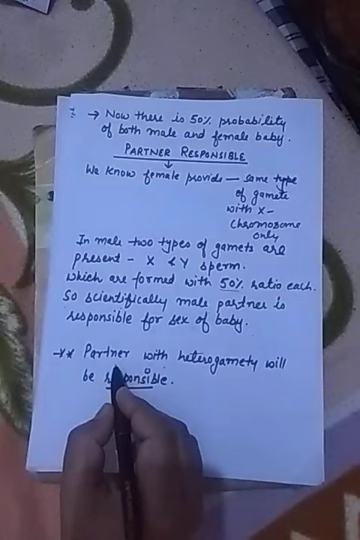 → Now there is 50% probability
of both male and female baby.
PARTNER RESPONSIBLE
We know female provide — same type
of gamete
with X-
Chromosome
only
In male two types of gamets are
present - X & Y sperm.
which are formed with 50% ratio each.
So scientifically male partner is
responsible for sex of baby.
** Partner with heterogamety will
be responsible.